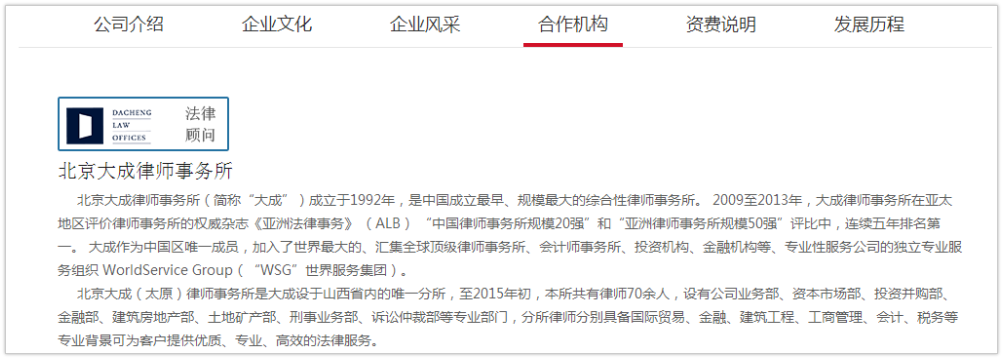 公司介绍 企业文化 企业风采 合作机构 资费说明 发展历程
DACHENG 法律
LAW 顾问
OFFICES
北京大成律师事务所
北京大成律师事务所（简称“大成”）成立于1992年，是中国成立最早、规模最大的综合性律师事务所。 2009至2013年，大成律师事务所在亚太
地区评价律师事务所的权威杂志《亚洲法律事务》（ALB）“中国律师事务所规模20强”和“亚洲律师事务所规模50强”评比中，连续五年排名第
一。 大成作为中国区唯一成员，加入了世界最大的、汇集全球顶级律师事务所、会计师事务所、投资机构、金融机构等、专业性服务公司的独立专业服
务组织 WorldService Group（ “WSG”世界服务集团）。
北京大成（太原）律师事务所是大成设于山西省内的唯一分所，至2015年初，本所共有律师70余人，设有公司业务部、资本市场部、投资并购部、
金融部、建筑房地产部、土地矿产部、刑事业务部、诉讼仲裁部等专业部门，分所律师分别具备国际贸易、金融、建筑工程、工商管理、会计、税务等
专业背景可为客户提供优质、专业、高效的法律服务。